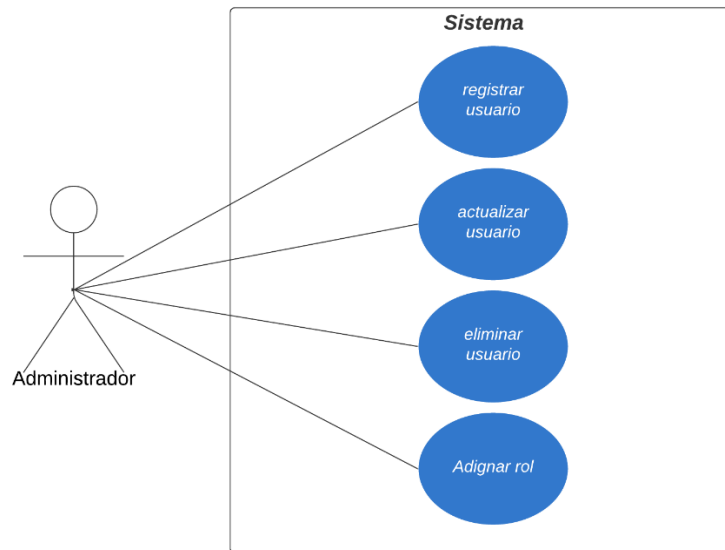 Sistema
registrar
usuario
actualizar
usuario
eliminar
usuario
Administrador
Adignar rol